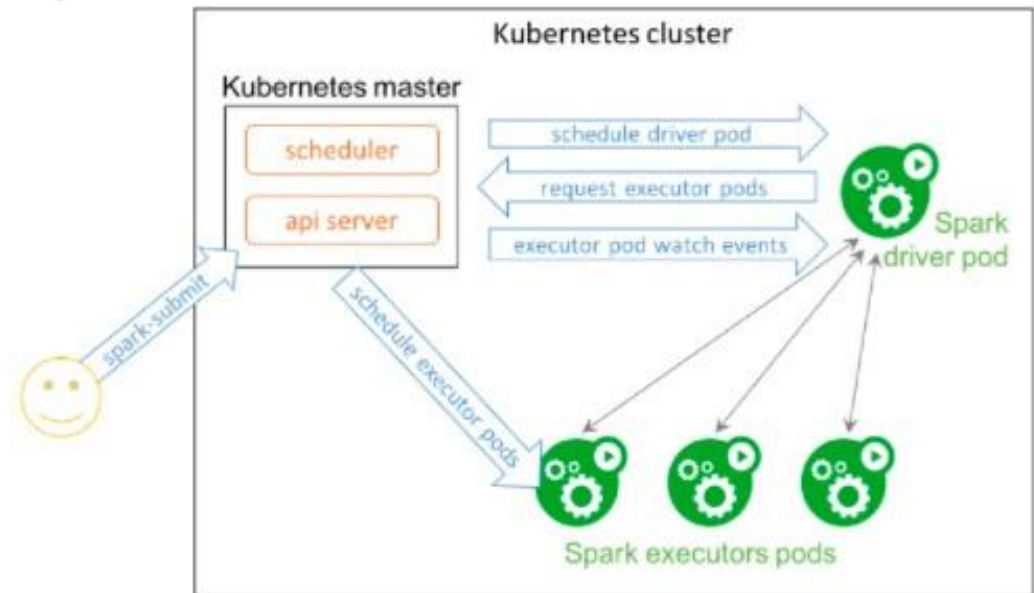 Kubernetes cluster
Kubernetes master
scheduler
api server
schedule driver pod
request executor pods
executor pod watch events
Spark
driver pod
spark-submit
schedule executor pods
Spark executors pods